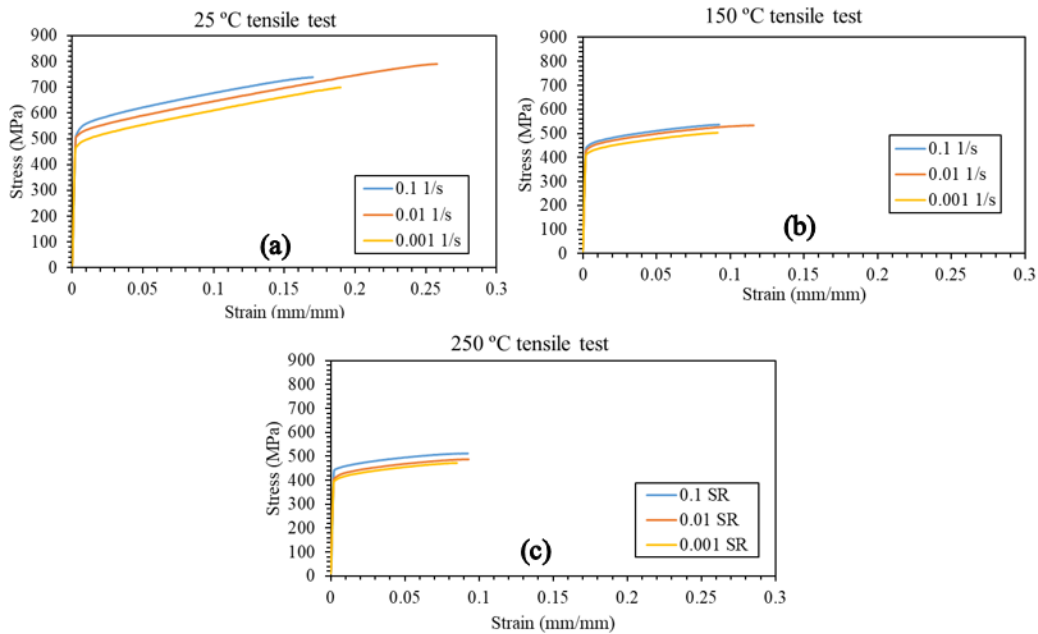 25 ºC tensile test
900
800
700
600
500
400
300
200
100
0
Stress (MPa)
0 0.05 0.1 0.15 0.2 0.25 0.3
Strain (mm/mm)
0.1 1/s
0.01 1/s
0.001 1/s
(a)
150 ºC tensile test
900
800
700
600
500
400
300
200
100
0
Stress (MPa)
0 0.05 0.1 0.15 0.2 0.25 0.3
Strain (mm/mm)
0.1 1/s
0.01 1/s
0.001 1/s
(b)
250 ºC tensile test
900
800
700
600
500
400
300
200
100
0
Stress (MPa)
0 0.05 0.1 0.15 0.2 0.25 0.3
Strain (mm/mm)
0.1 SR
0.01 SR
0.001 SR
(c)